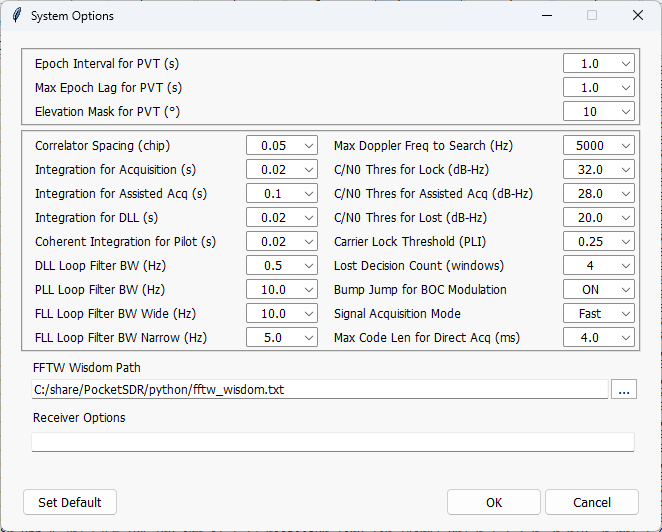 System Options
Epoch Interval for PVT (s) 1.0
Max Epoch Lag for PVT (s) 1.0
Elevation Mask for PVT (°) 10
Correlator Spacing (chip) 0.05 Max Doppler Freq to Search (Hz) 5000
Integration for Acquisition (s) 0.02 C/N0 Thres for Lock (dB-Hz) 32.0
Integration for Assisted Acq (s) 0.1 C/N0 Thres for Assisted Acq (dB-Hz) 28.0
Integration for DLL (s) 0.02 C/N0 Thres for Lost (dB-Hz) 20.0
Coherent Integration for Pilot (s) 0.02 Carrier Lock Threshold (PLI) 0.25
DLL Loop Filter BW (Hz) 0.5 Lost Decision Count (windows) 4
PLL Loop Filter BW (Hz) 10.0 Bump Jump for BOC Modulation ON
FLL Loop Filter BW Wide (Hz) 10.0 Signal Acquisition Mode Fast
FLL Loop Filter BW Narrow (Hz) 5.0 Max Code Len for Direct Acq (ms) 4.0
FFTW Wisdom Path
C:/share/PocketSDR/python/fftw_wisdom.txt ...
Receiver Options
Set Default OK Cancel